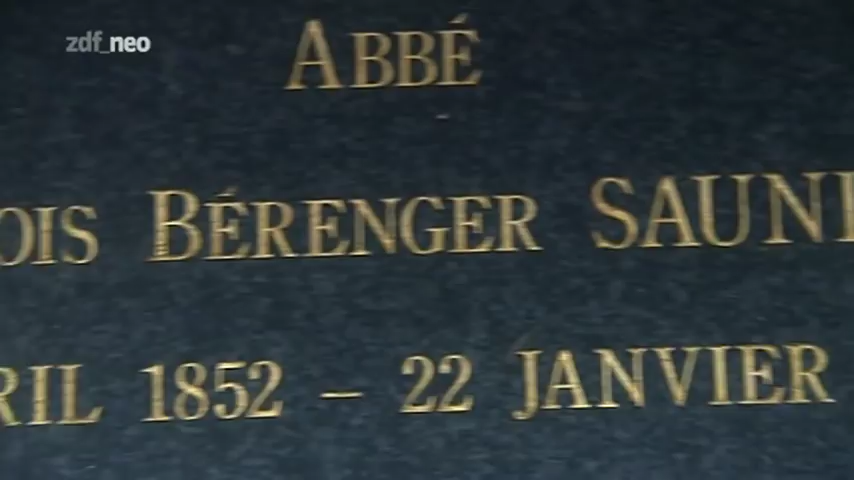 zdf_neo
ABBÉ
OIS BÉRENGER SAUNI
RIL 1852 – 22 JANVIER